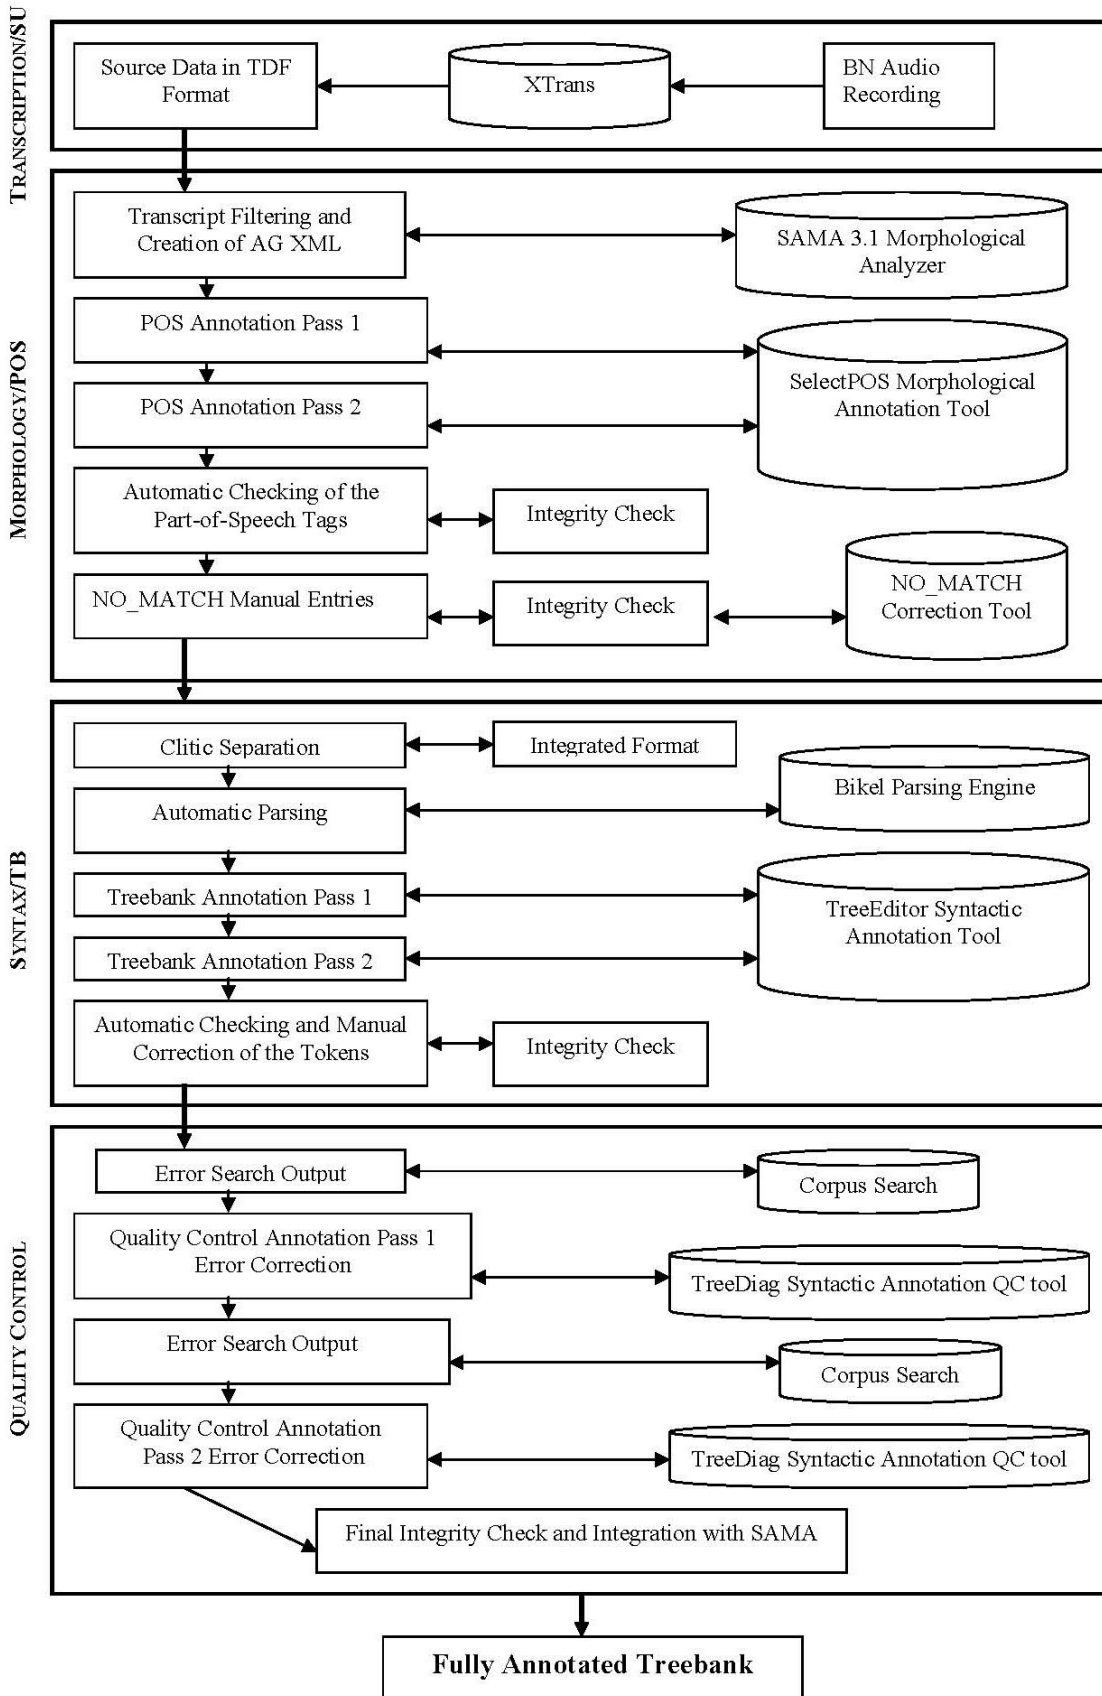 TRANSCRIPTION/SU
Source Data in TDF
Format
XTrans
BN Audio
Recording
MORPHOLOGY/POS
Transcript Filtering and
Creation of AG XML
SAMA 3.1 Morphological
Analyzer
POS Annotation Pass 1
SelectPOS Morphological
Annotation Tool
POS Annotation Pass 2
Automatic Checking of the
Part-of-Speech Tags
Integrity Check
NO_MATCH Manual Entries
Integrity Check
NO_MATCH
Correction Tool
SYNTAX/TB
Clitic Separation
Integrated Format
Automatic Parsing
Bikel Parsing Engine
Treebank Annotation Pass 1
TreeEditor Syntactic
Annotation Tool
Treebank Annotation Pass 2
Automatic Checking and Manual
Correction of the Tokens
Integrity Check
QUALITY CONTROL
Error Search Output
Corpus Search
Quality Control Annotation Pass 1
Error Correction
TreeDiag Syntactic Annotation QC tool
Error Search Output
Corpus Search
Quality Control Annotation
Pass 2 Error Correction
TreeDiag Syntactic Annotation QC tool
Final Integrity Check and Integration with SAMA
Fully Annotated Treebank